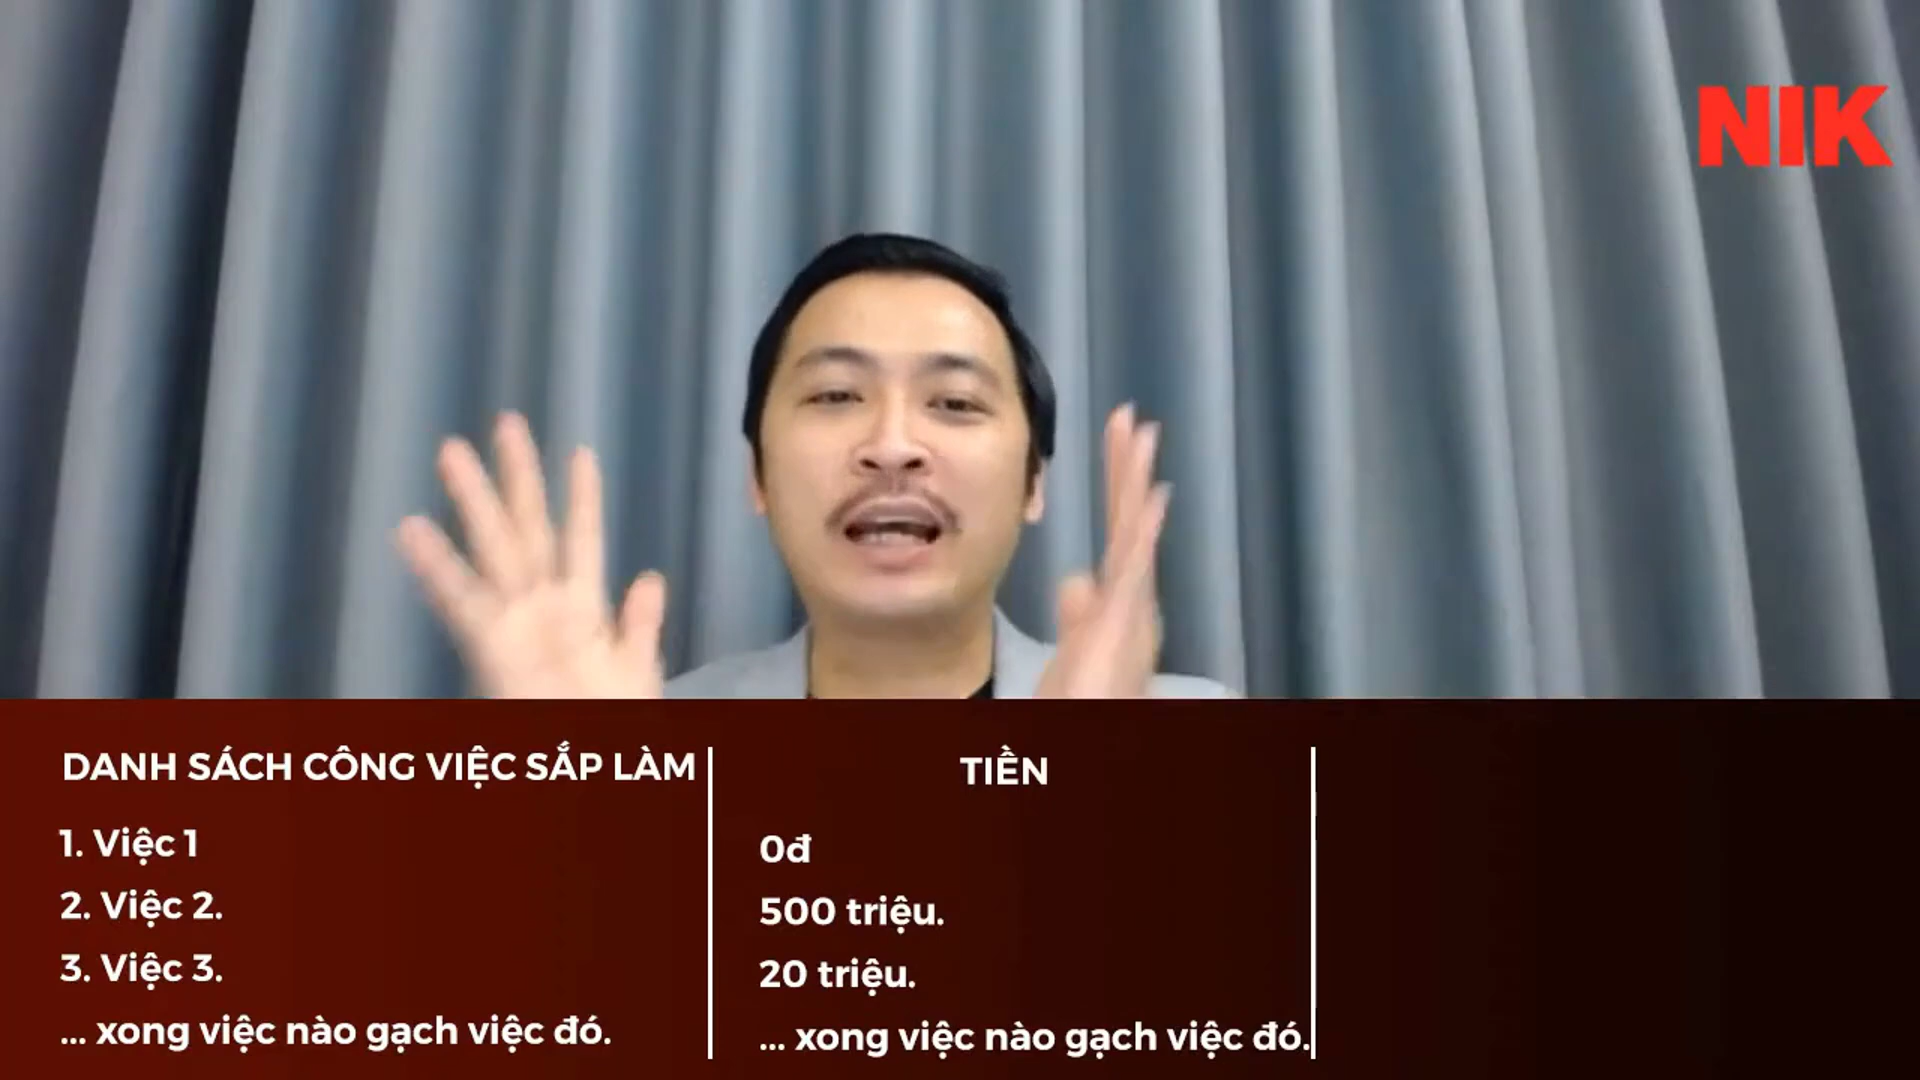 NIK
DANH SÁCH CÔNG VIỆC SẮP LÀM
1. Việc 1
2. Việc 2.
3. Việc 3.
... xong việc nào gạch việc đó.
TIỀN
0đ
500 triệu.
20 triệu.
... xong việc nào gạch việc đó.